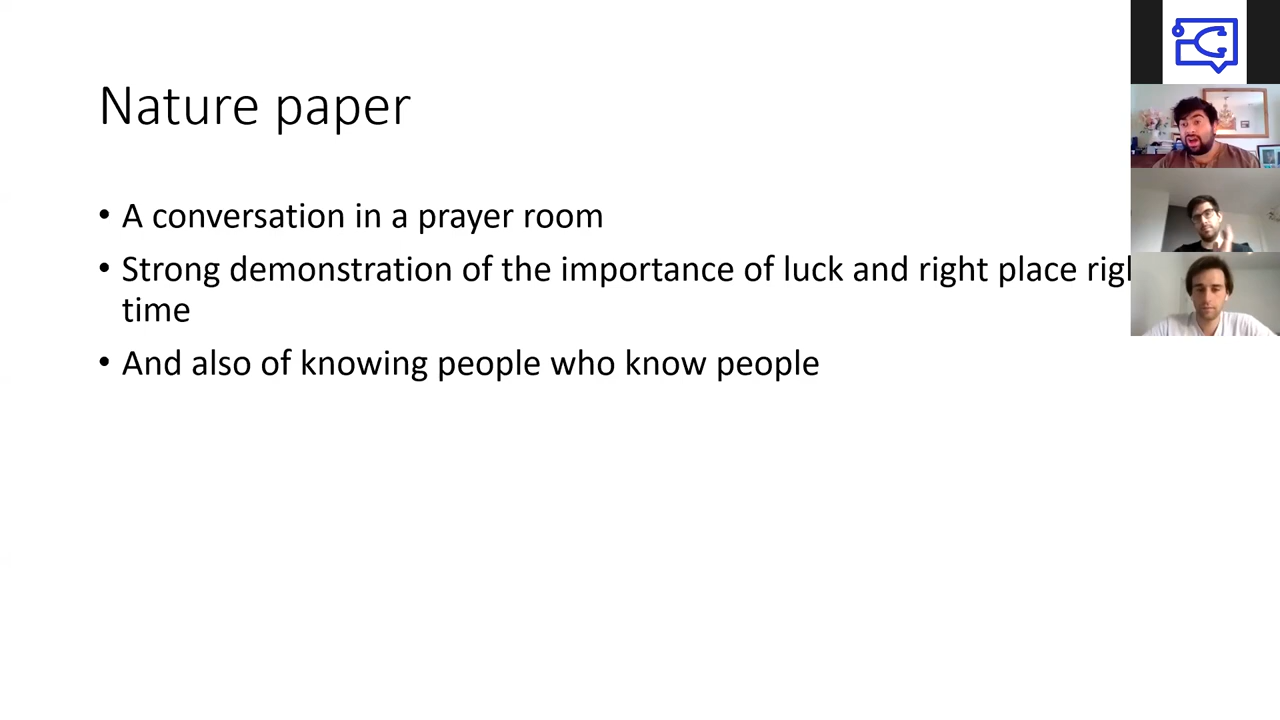 Nature paper
• A conversation in a prayer room
• Strong demonstration of the importance of luck and right place
time
• And also of knowing people who know people